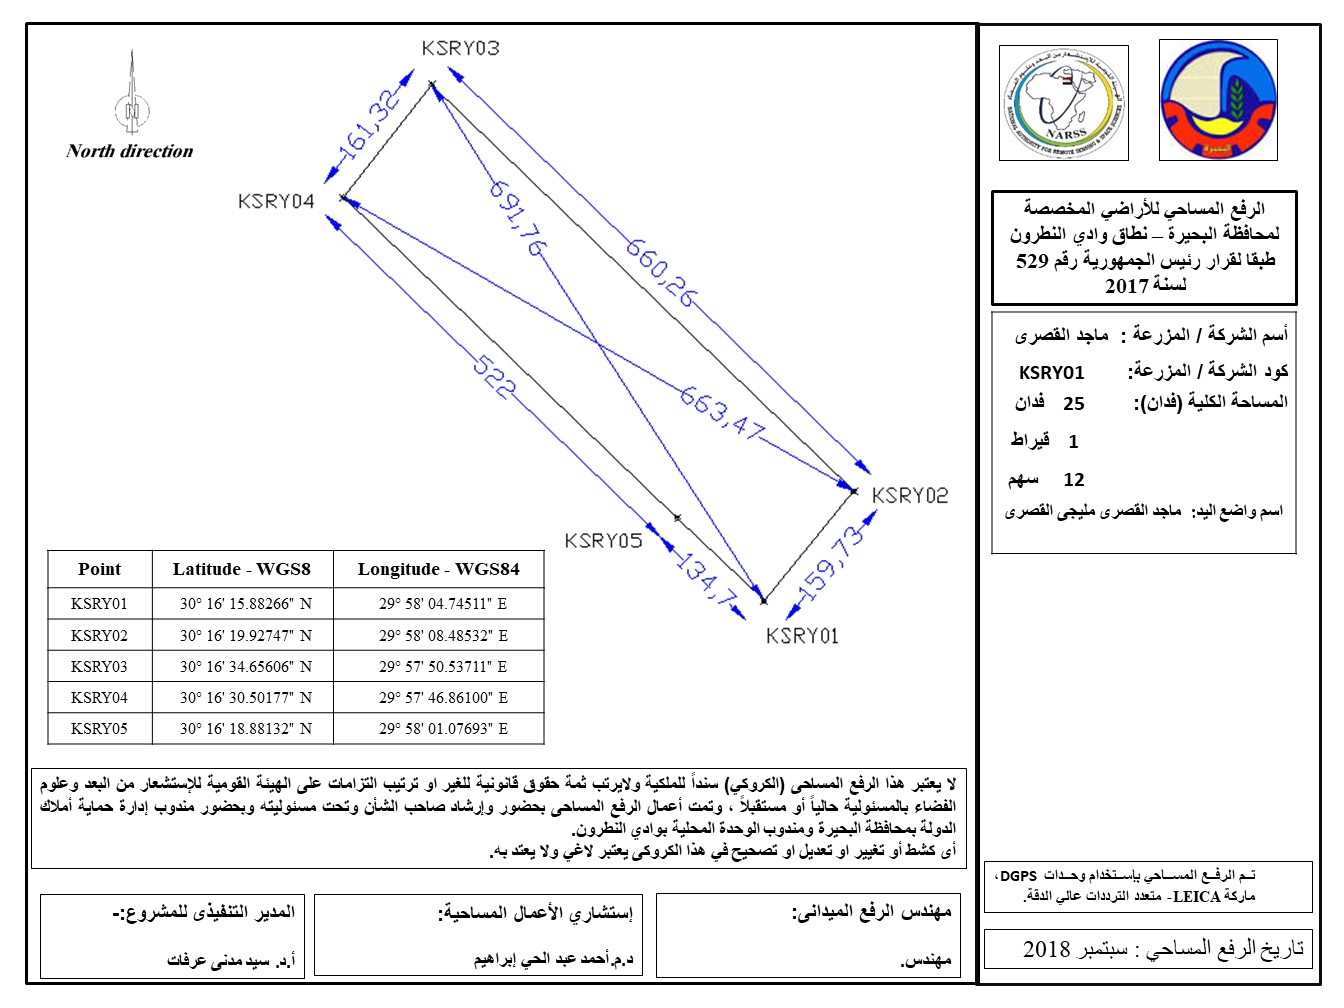 KSRY03
161,32
KSRY04
North direction
691,76
660,26
522
663,47
KSRY02
KSRY05
134,7
159,73
KSRY01
Point Latitude - WGS8 Longitude - WGS84
KSRY01 30° 16' 15.88266" N 29° 58' 04.74511" E
KSRY02 30° 16' 19.92747" N 29° 58' 08.48532" E
KSRY03 30° 16' 34.65606" N 29° 57' 50.53711" E
KSRY04 30° 16' 30.50177" N 29° 57' 46.86100" E
KSRY05 30° 16' 18.88132" N 29° 58' 01.07693" E
NARSS
NATIONAL AUTHORITY FOR REMOTE SENSING & SPACE SCIENCES
البحيرة
الرفع المساحي للأراضي المخصصة
لمحافظة البحيرة – نطاق وادي النطرون
طبقا لقرار رئيس الجمهورية رقم 529
لسنة 2017
أسم الشركة / المزرعة : ماجد القصرى
كود الشركة / المزرعة: KSRY01
المساحة الكلية (فدان): 25 فدان
1 قيراط
12 سهم
اسم واضع اليد: ماجد القصرى مليجى القصرى
لا يعتبر هذا الرفع المساحى (الكروكي) سنداً للملكية ولايرتب ثمة حقوق قانونية للغير او ترتيب التزامات على الهيئة القومية للإستشعار من البعد وعلوم
الفضاء بالمسئولية حالياً أو مستقبلاً ، وتمت أعمال الرفع المساحى بحضور وإرشاد صاحب الشأن وتحت مسئوليته وبحضور مندوب إدارة حماية أملاك
الدولة بمحافظة البحيرة ومندوب الوحدة المحلية بوادي النطرون.
أى كشط أو تغيير او تعديل او تصحيح في هذا الكروكى يعتبر لاغي ولا يعتد به.
تـم الرفـع المسـاحي بإسـتخدام وحـدات DGPS،
ماركة LEICA- متعدد الترددات عالي الدقة.
مهندس الرفع الميدانى:
مهندس.
إستشاري الأعمال المساحية:
د.م.أحمد عبد الحي إبراهيم
المدير التنفيذى للمشروع:-
أ.د. سيد مدنى عرفات
تاريخ الرفع المساحي : سبتمبر 2018